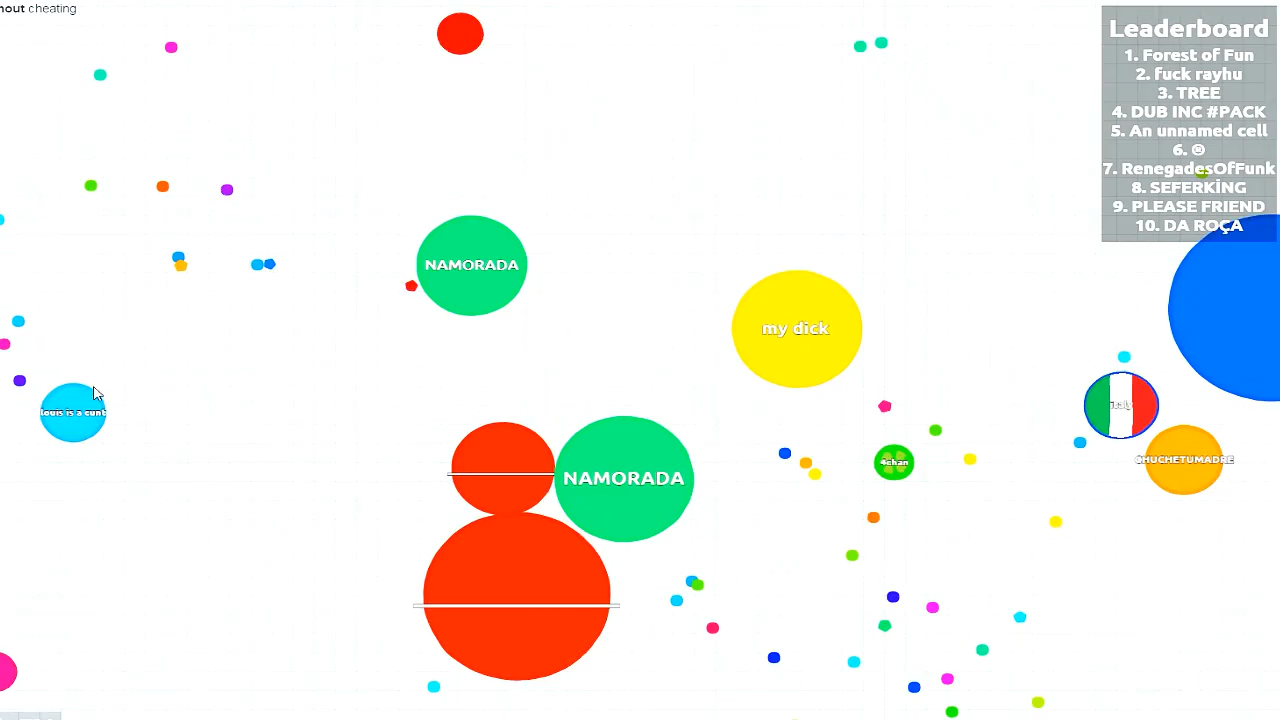 hout cheating
Leaderboard
1. Forest of Fun
2. fuck rayhu
3. TREE
4. DUB INC #PACK
5. An unnamed cell
6. ☹
7. RenegadesOfFunk
8. SEFERKİNG
9. PLEASE FRIEND
10. DA ROÇA
NAMORADA
my dick
italy
louis is a cunt
CHUCHETUMADRE
4chan
NAMORADA